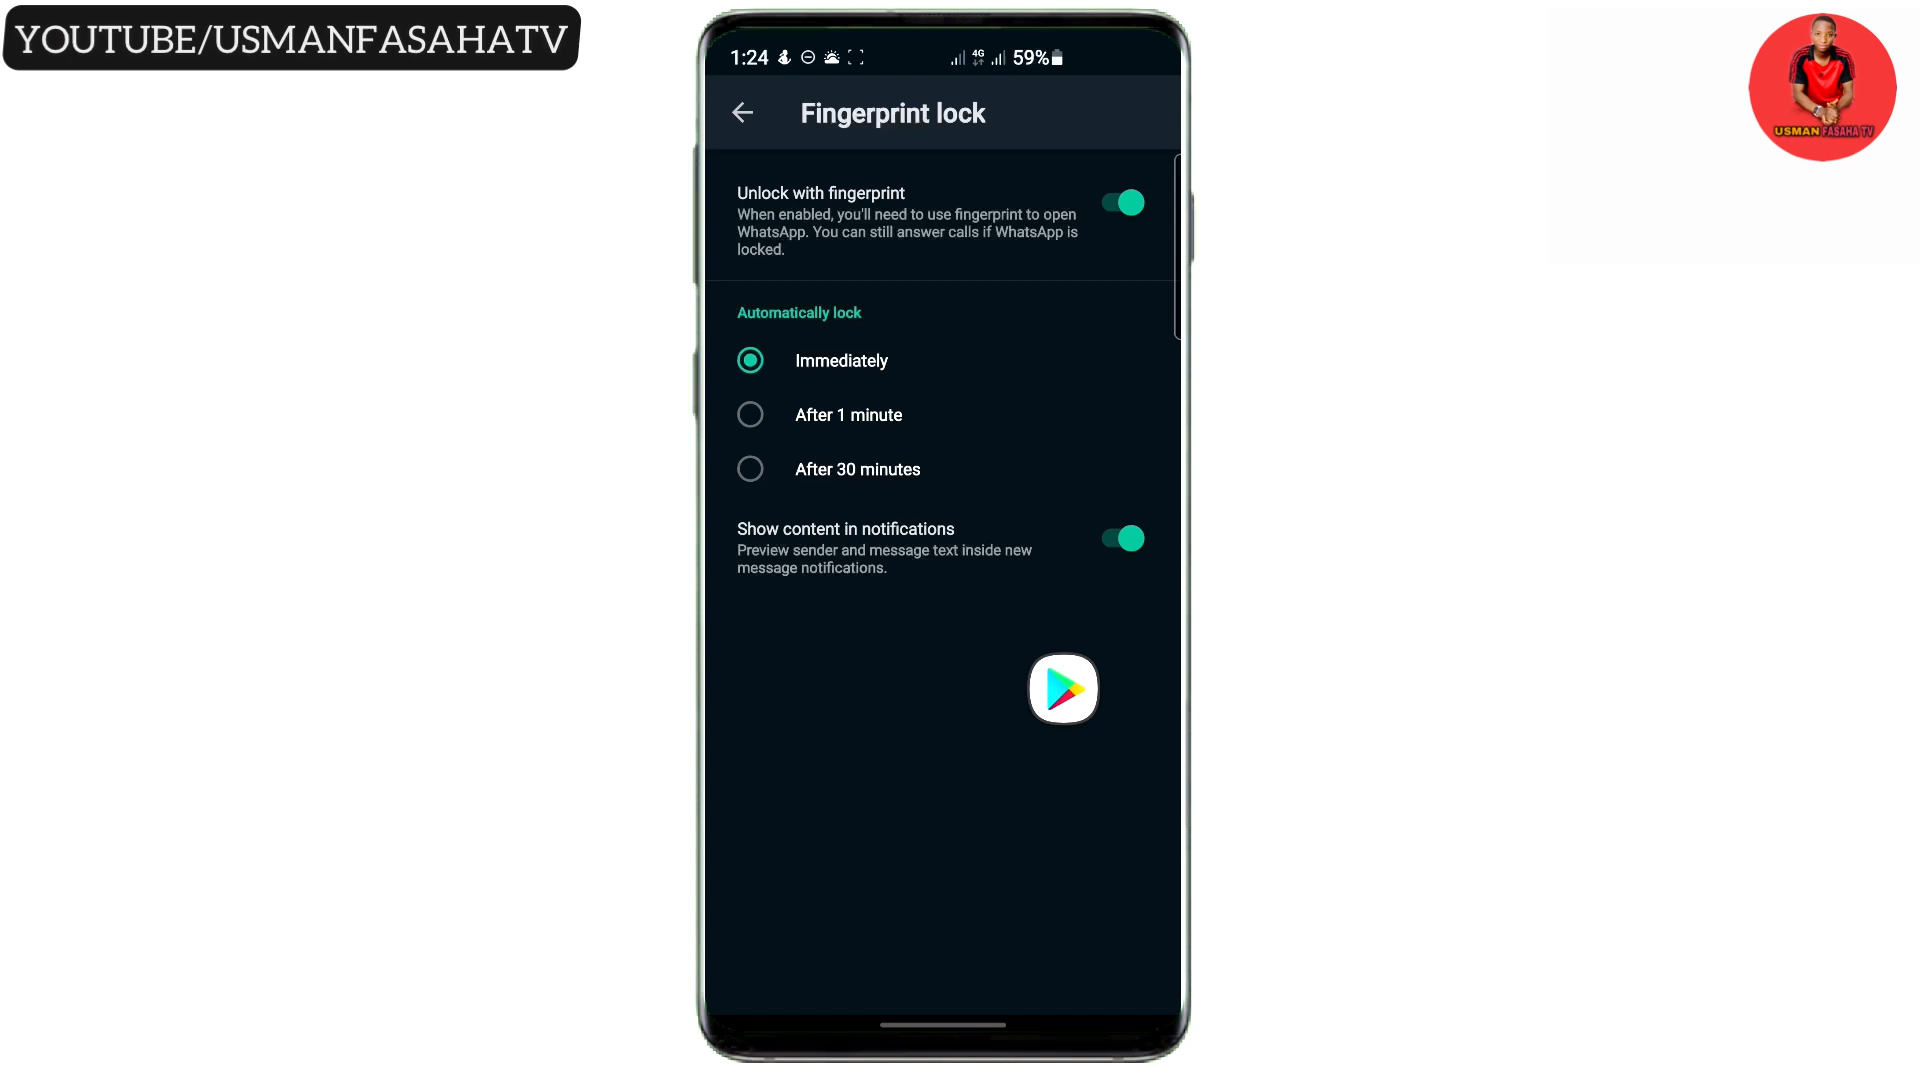 YOUTUBE/USMANFASAHATV
1:24
4G
59%
USMAN FASAHA TV
Fingerprint lock
Unlock with fingerprint
When enabled, you'll need to use fingerprint to open
WhatsApp. You can still answer calls if WhatsApp is
locked.
Automatically lock
Immediately
After 1 minute
After 30 minutes
Show content in notifications
Preview sender and message text inside new
message notifications.